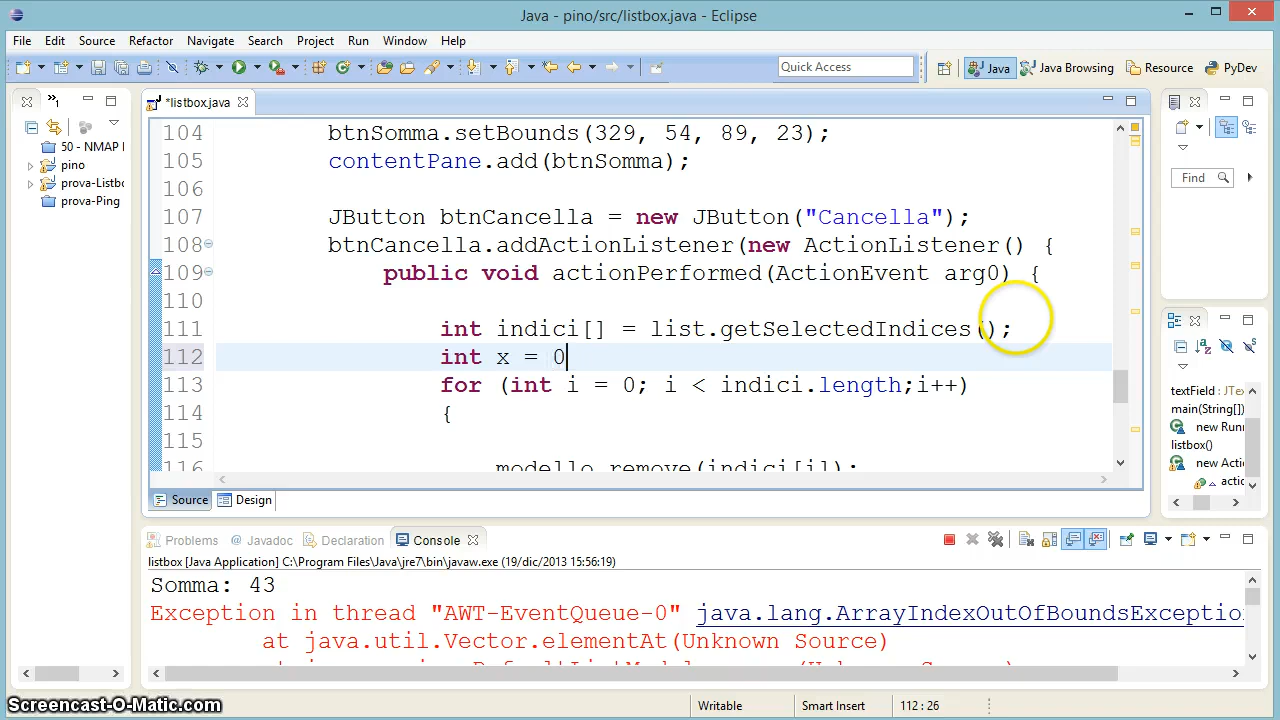 Java - pino/src/listbox.java - Eclipse
File Edit Source Refactor Navigate Search Project Run Window Help
Quick Access Java Java Browsing Resource PyDev
*listbox.java
50 - NMAP
pino
prova-Listbo
prova-Ping
104 btnSomma.setBounds(329, 54, 89, 23);
105 contentPane.add(btnSomma);
106
107 JButton btnCancella = new JButton("Cancella");
108 btnCancella.addActionListener(new ActionListener() {
109 public void actionPerformed(ActionEvent arg0) {
110
111 int indici[] = list.getSelectedIndices();
112 int x = 0
113 for (int i = 0; i < indici.length;i++)
114 {
115
116 modello.remove(indici[i]);
Source Design
Find
textField : JTex
main(String[])
new Runn
listbox()
new Actio
actic
Problems Javadoc Declaration Console
listbox [Java Application] C:\Program Files\Java\jre7\bin\javaw.exe (19/dic/2013 15:56:19)
Somma: 43
Exception in thread "AWT-EventQueue-0" java.lang.ArrayIndexOutOfBoundsExceptio
at java.util.Vector.elementAt(Unknown Source)
Writable Smart Insert 112 : 26
Screencast-O-Matic.com